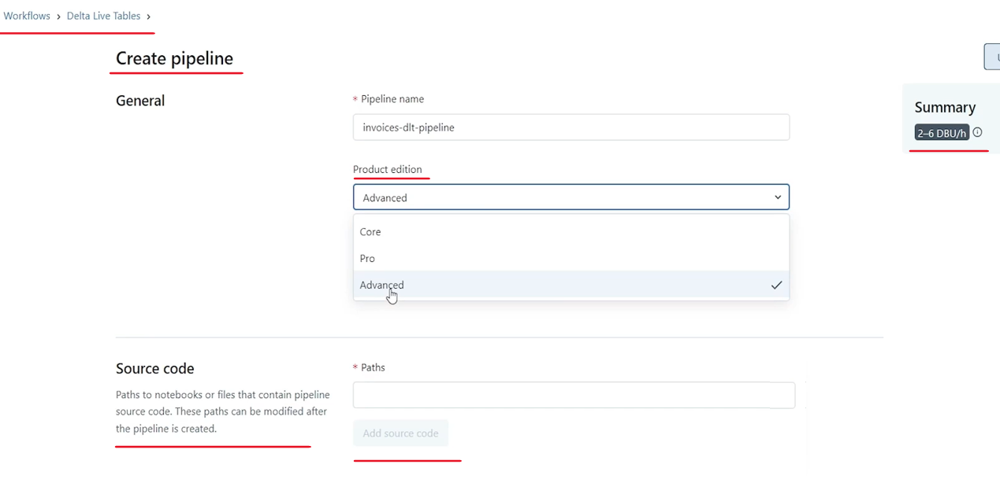 Workflows > Delta Live Tables >
Create pipeline
General
* Pipeline name
invoices-dlt-pipeline
Product edition
Advanced
Core
Pro
Advanced
Summary
2–6 DBU/h
Source code
Paths to notebooks or files that contain pipeline
source code. These paths can be modified after
the pipeline is created.
* Paths
Add source code